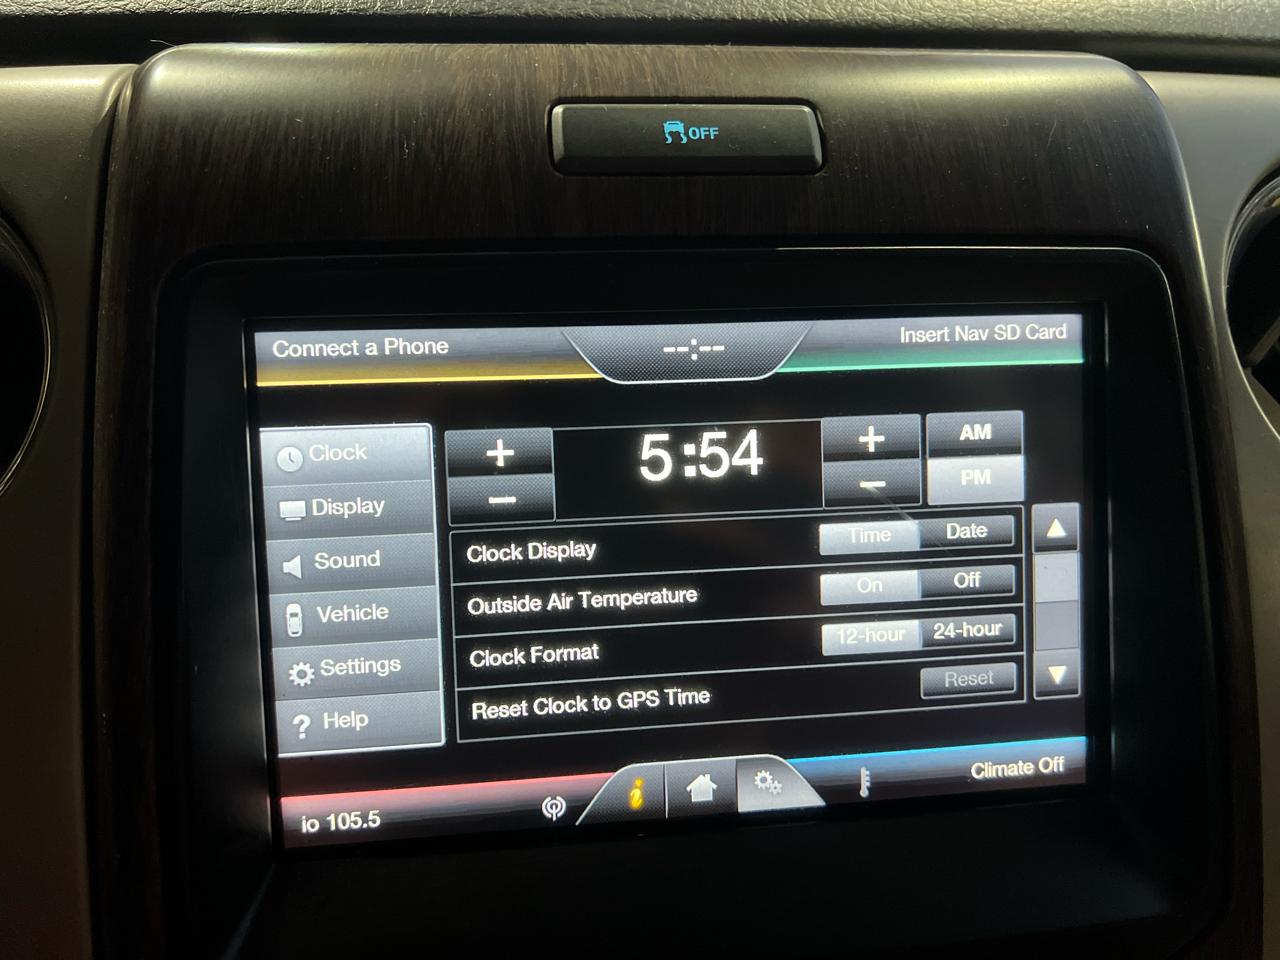 OFF
Connect a Phone
--:--
Insert Nav SD Card
Clock
Display
Sound
Vehicle
Settings
? Help
+
–
5:54
+
–
AM
PM
Clock Display Time Date
Outside Air Temperature On Off
Clock Format 12-hour 24-hour
Reset Clock to GPS Time Reset
io 105.5
i
Climate Off